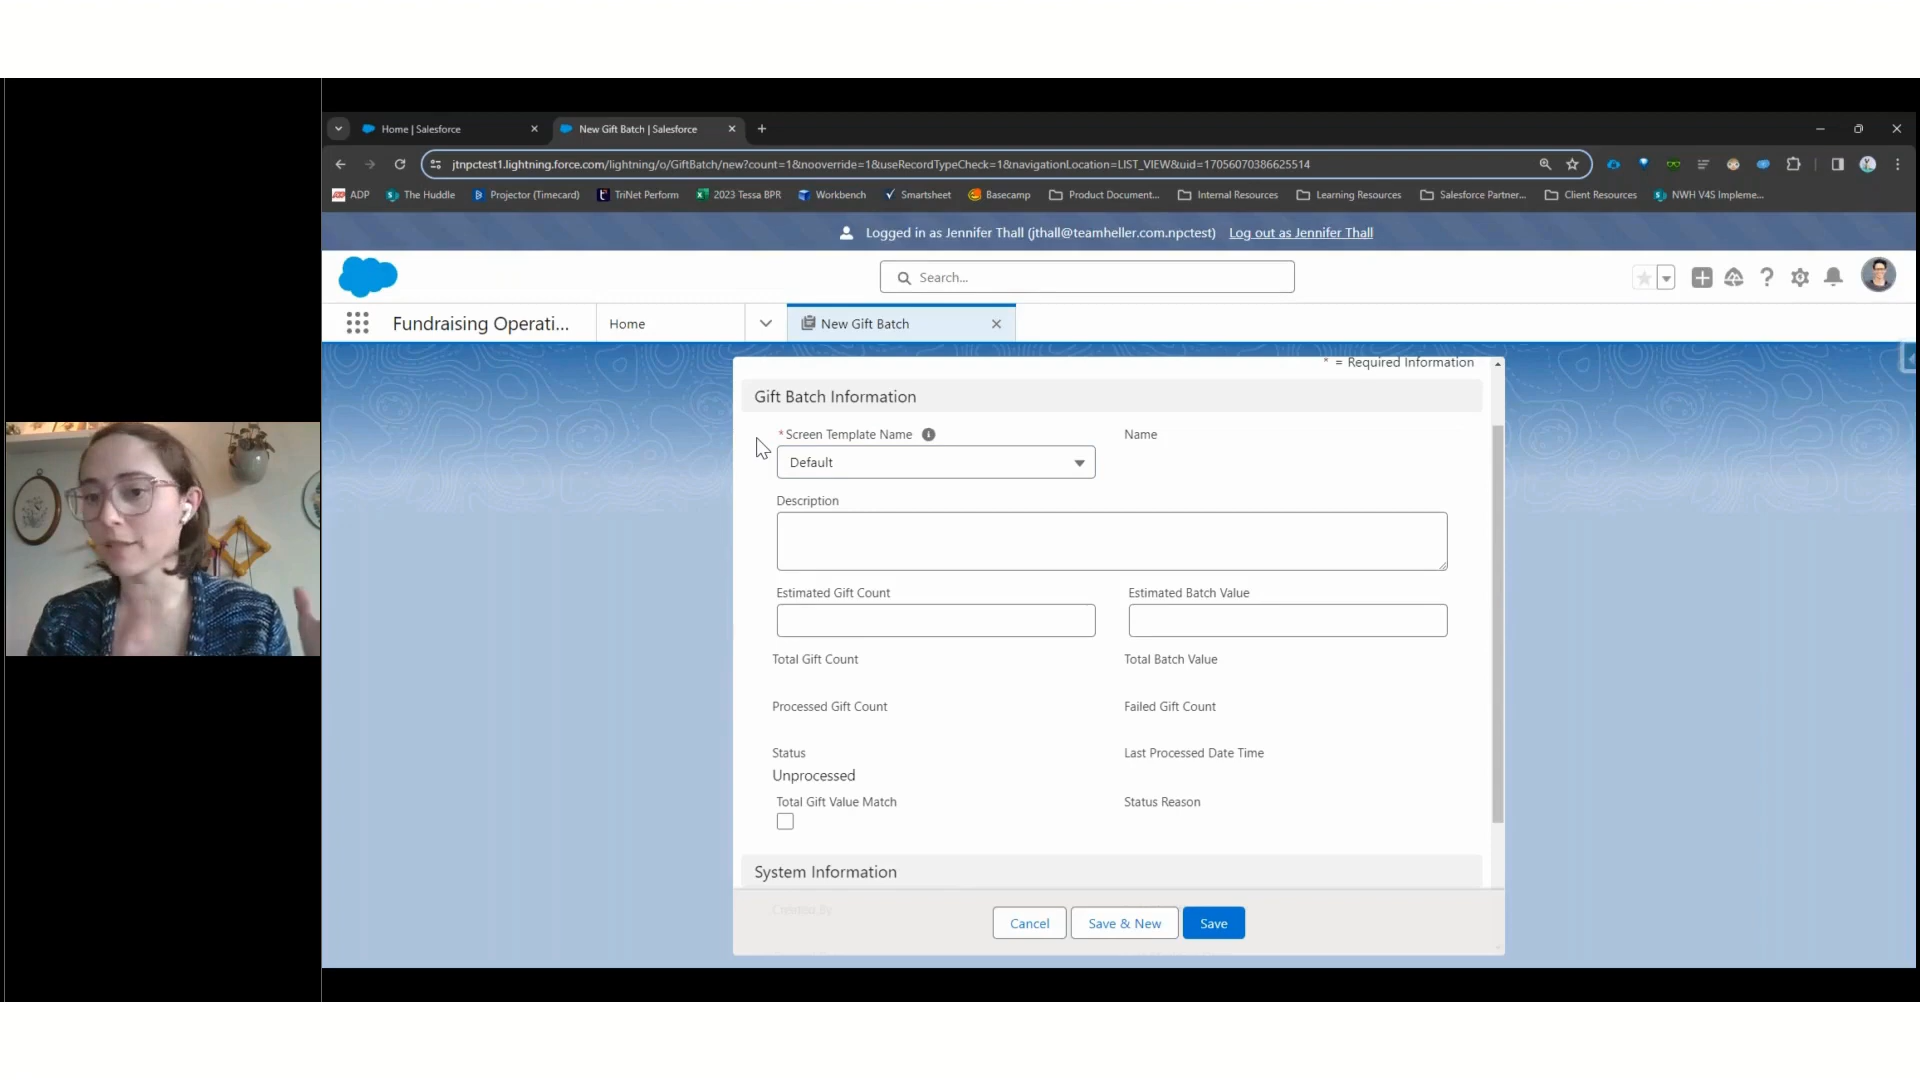 Home | Salesforce
New Gift Batch | Salesforce
jtnpctest1.lightning.force.com/lightning/o/GiftBatch/new?count=1&nooverride=1&useRecordTypeCheck=1&navigationLocation=LIST_VIEW&uid=17056070386625514
ADP
The Huddle
Projector (Timecard)
TriNet Perform
2023 Tessa BPR
Workbench
Smartsheet
Basecamp
Product Document...
Internal Resources
Learning Resources
Salesforce Partner...
Client Resources
NWH V4S Impleme...
Logged in as Jennifer Thall (jthall@teamheller.com.npctest) Log out as Jennifer Thall
Search...
Fundraising Operati...
Home
New Gift Batch
* = Required Information
Gift Batch Information
*Screen Template Name
Name
Default
Description
Estimated Gift Count
Estimated Batch Value
Total Gift Count
Total Batch Value
Processed Gift Count
Failed Gift Count
Status
Last Processed Date Time
Unprocessed
Total Gift Value Match
Status Reason
System Information
Created By
Cancel
Save & New
Save